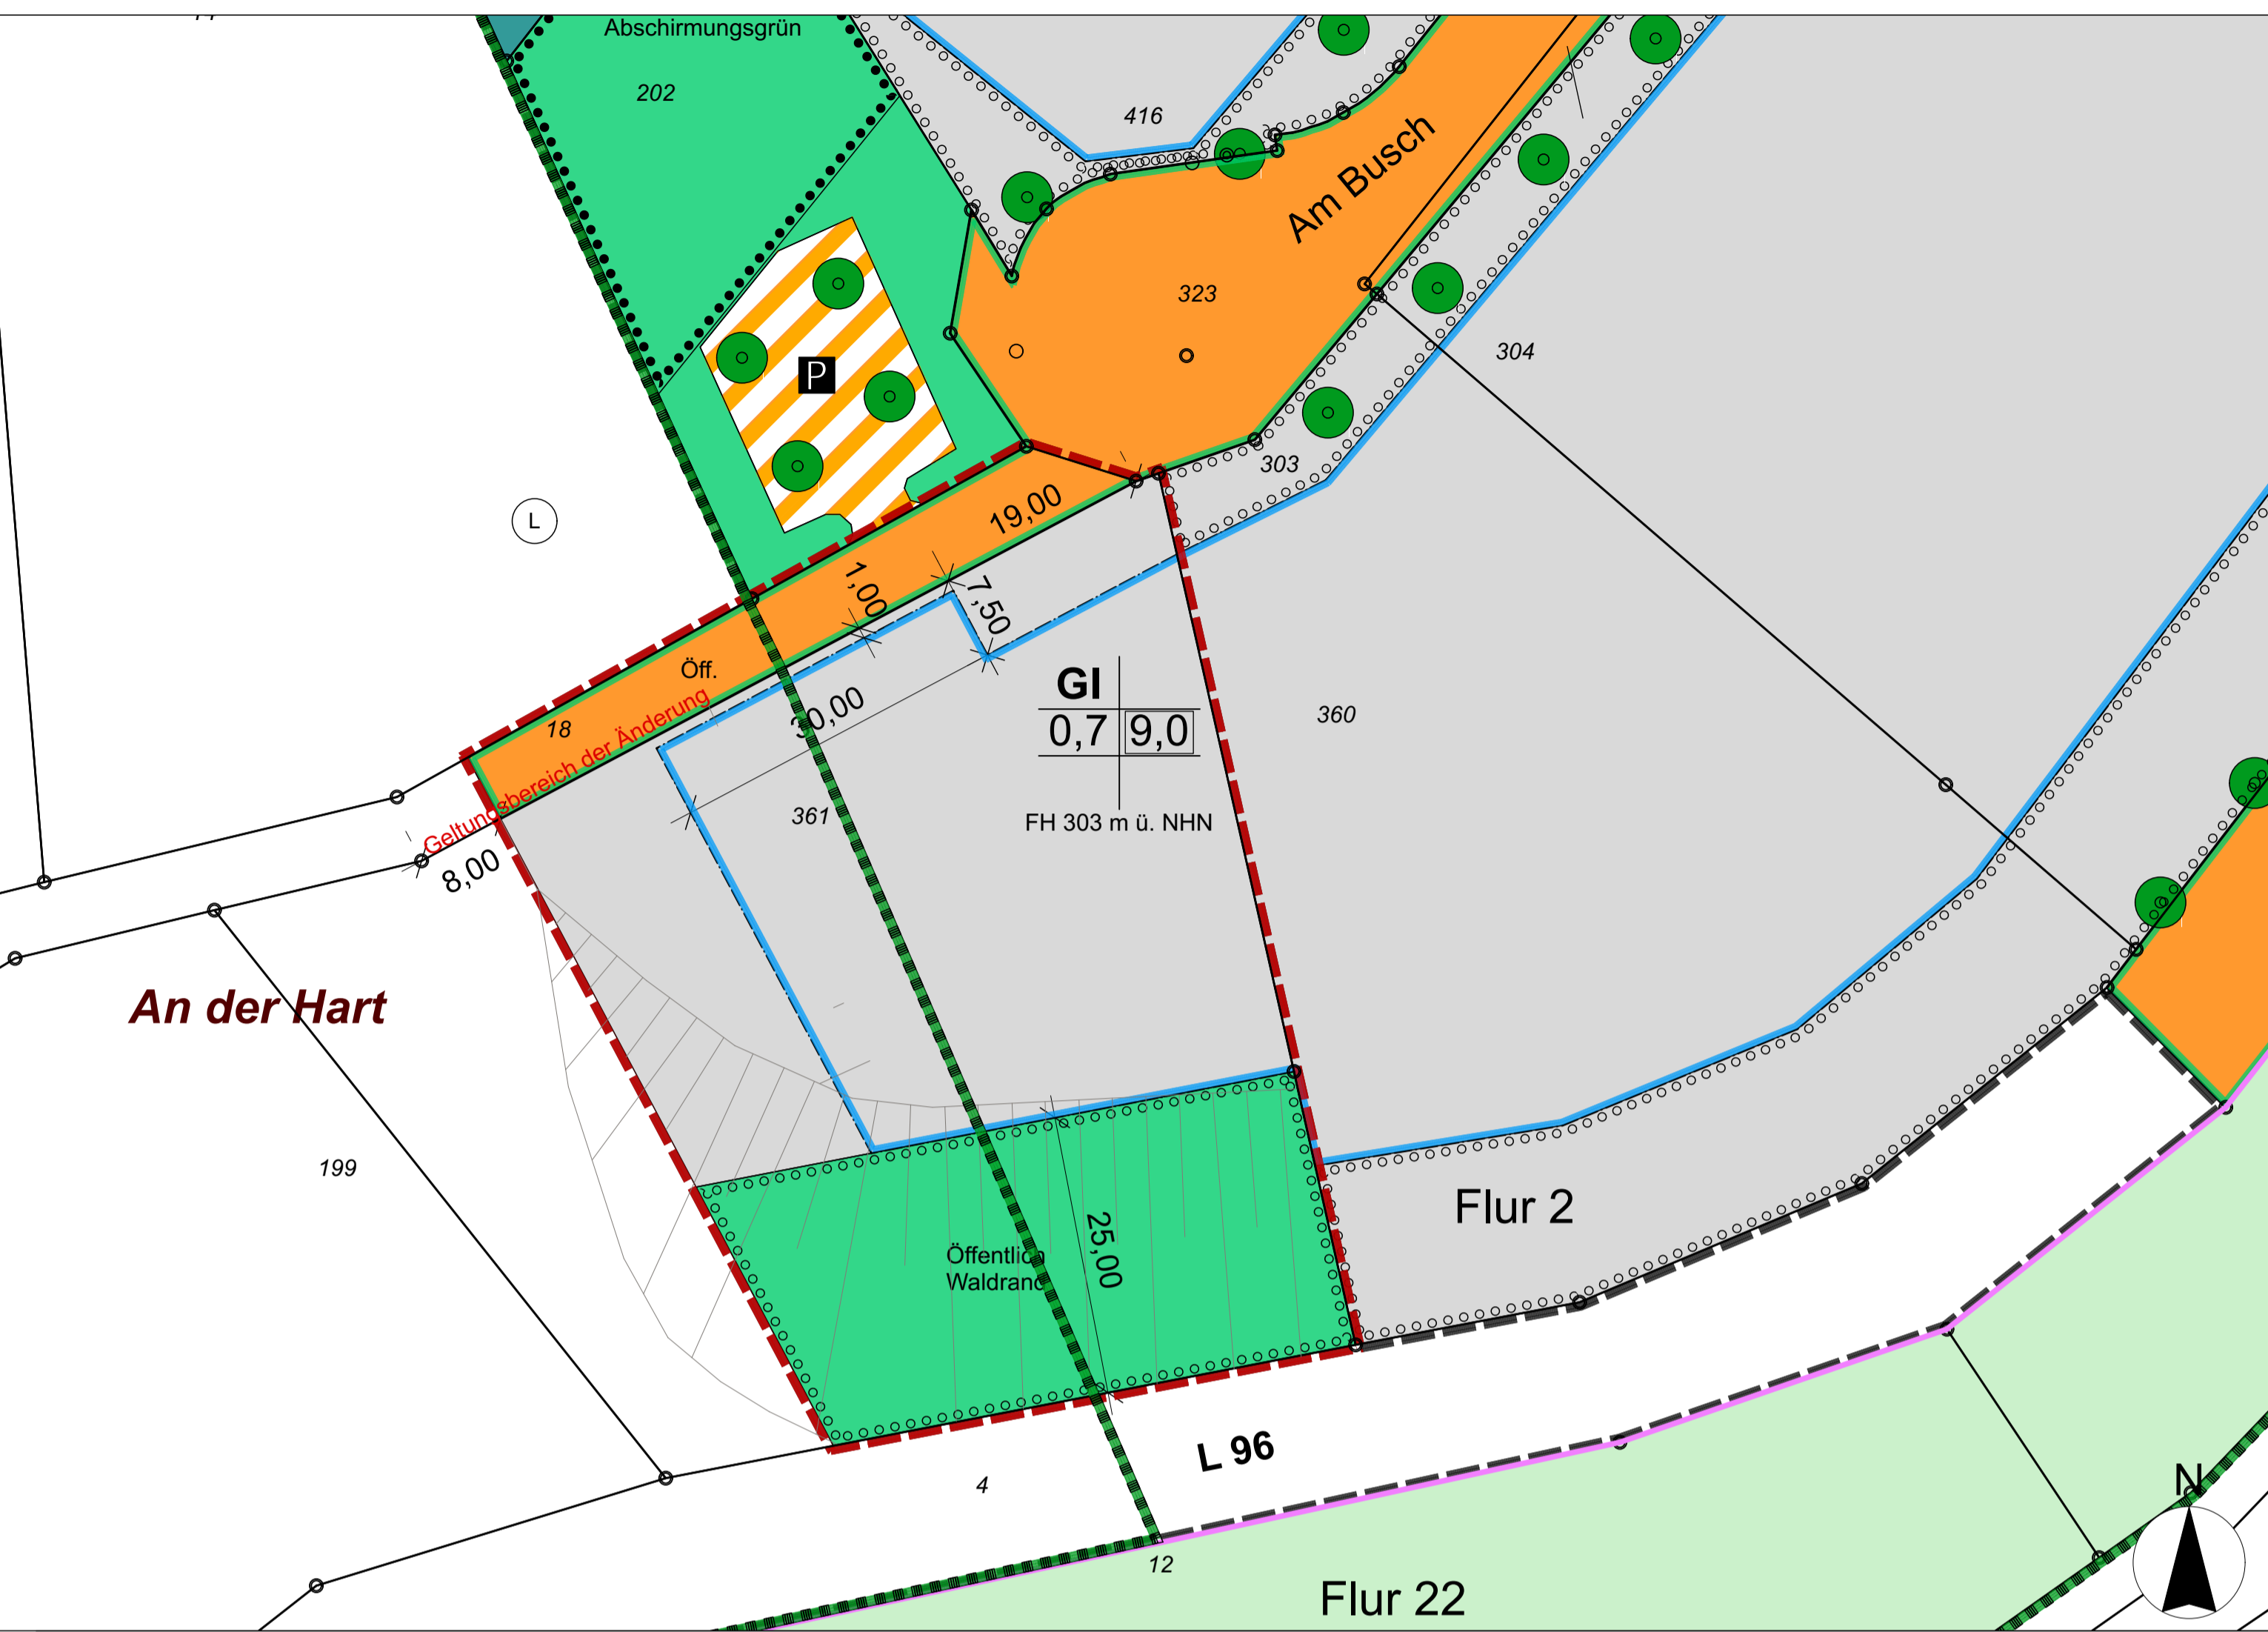 Abschirmungsgrün
202
416
Am Busch
323
304
P
303
19,00
L
1,00
7,50
Öff.
GI
30,00
18
0,7
9,0
360
Geltungsbereich der Änderung
361
FH 303 m ü. NHN
8,00
An der Hart
199
Flur 2
25,00
Öffentlich
Waldrand
L 96
4
N
12
Flur 22